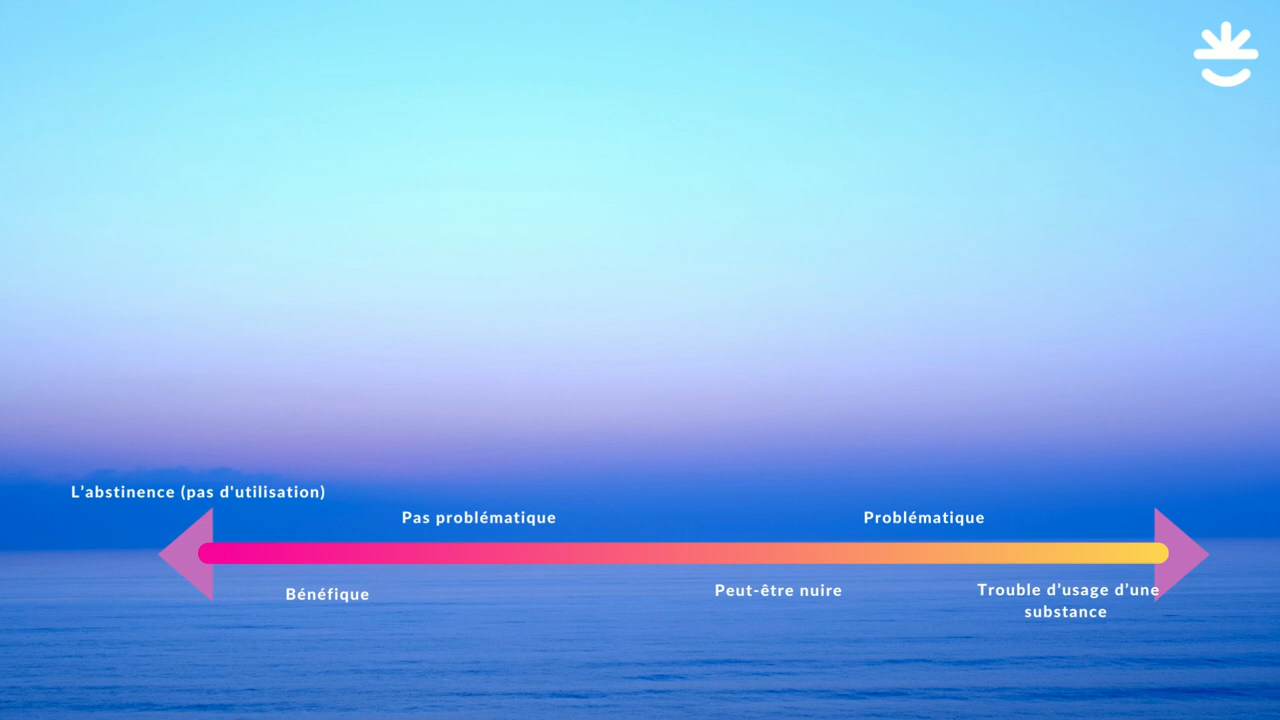 L’abstinence (pas d'utilisation)
Pas problématique
Problématique
Bénéfique
Peut-être nuire
Trouble d’usage d’une
substance